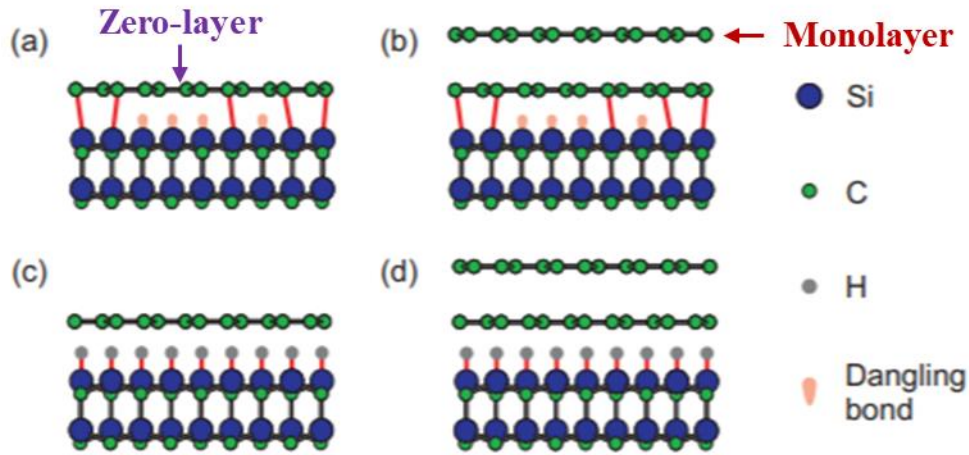 (a)
Zero-layer
(b)
Monolayer
Si
C
(c)
(d)
H
Dangling
bond